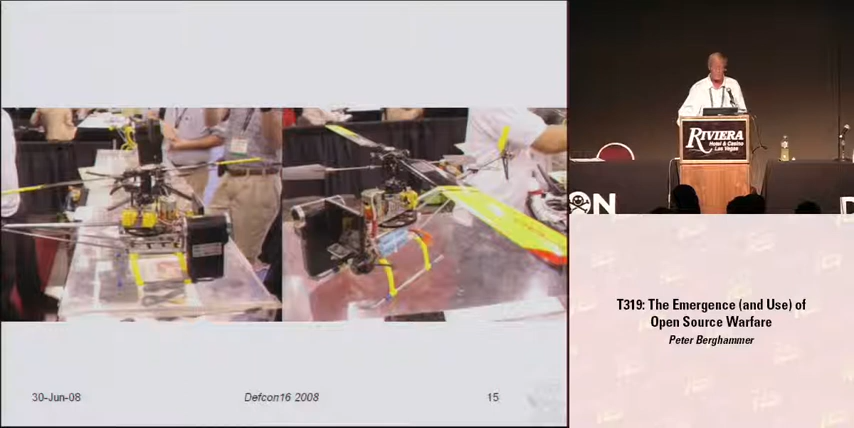 30-Jun-08
Defcon16 2008
15
RIVIERA
Hotel & Casino
Las Vegas
ON
D
T319: The Emergence (and Use) of
Open Source Warfare
Peter Berghammer